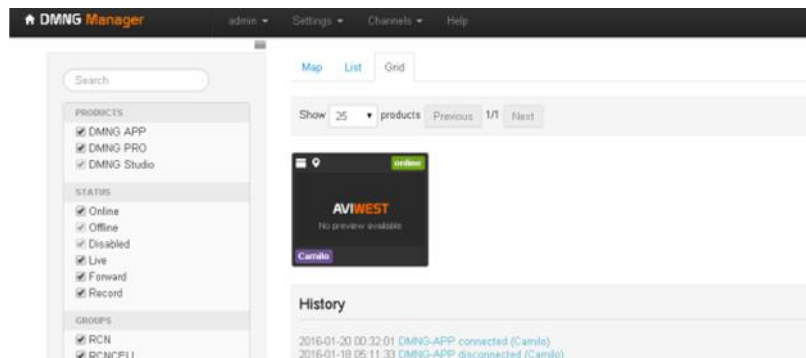 DMNG Manager admin Settings Channels Help
Search
PRODUCTS
DMNG APP
DMNG PRO
DMNG Studio
STATUS
Online
Offline
Disabled
Live
Forward
Record
GROUPS
RCN
RCNCELL
Map List Grid
Show 25 products Previous 1/1 Next
online
AVIWEST
No preview available
Camilo
History
2016-01-20 00:32:01 DMNG-APP connected (Camilo)
2016-01-18 05:11:33 DMNG-APP disconnected (Camilo)